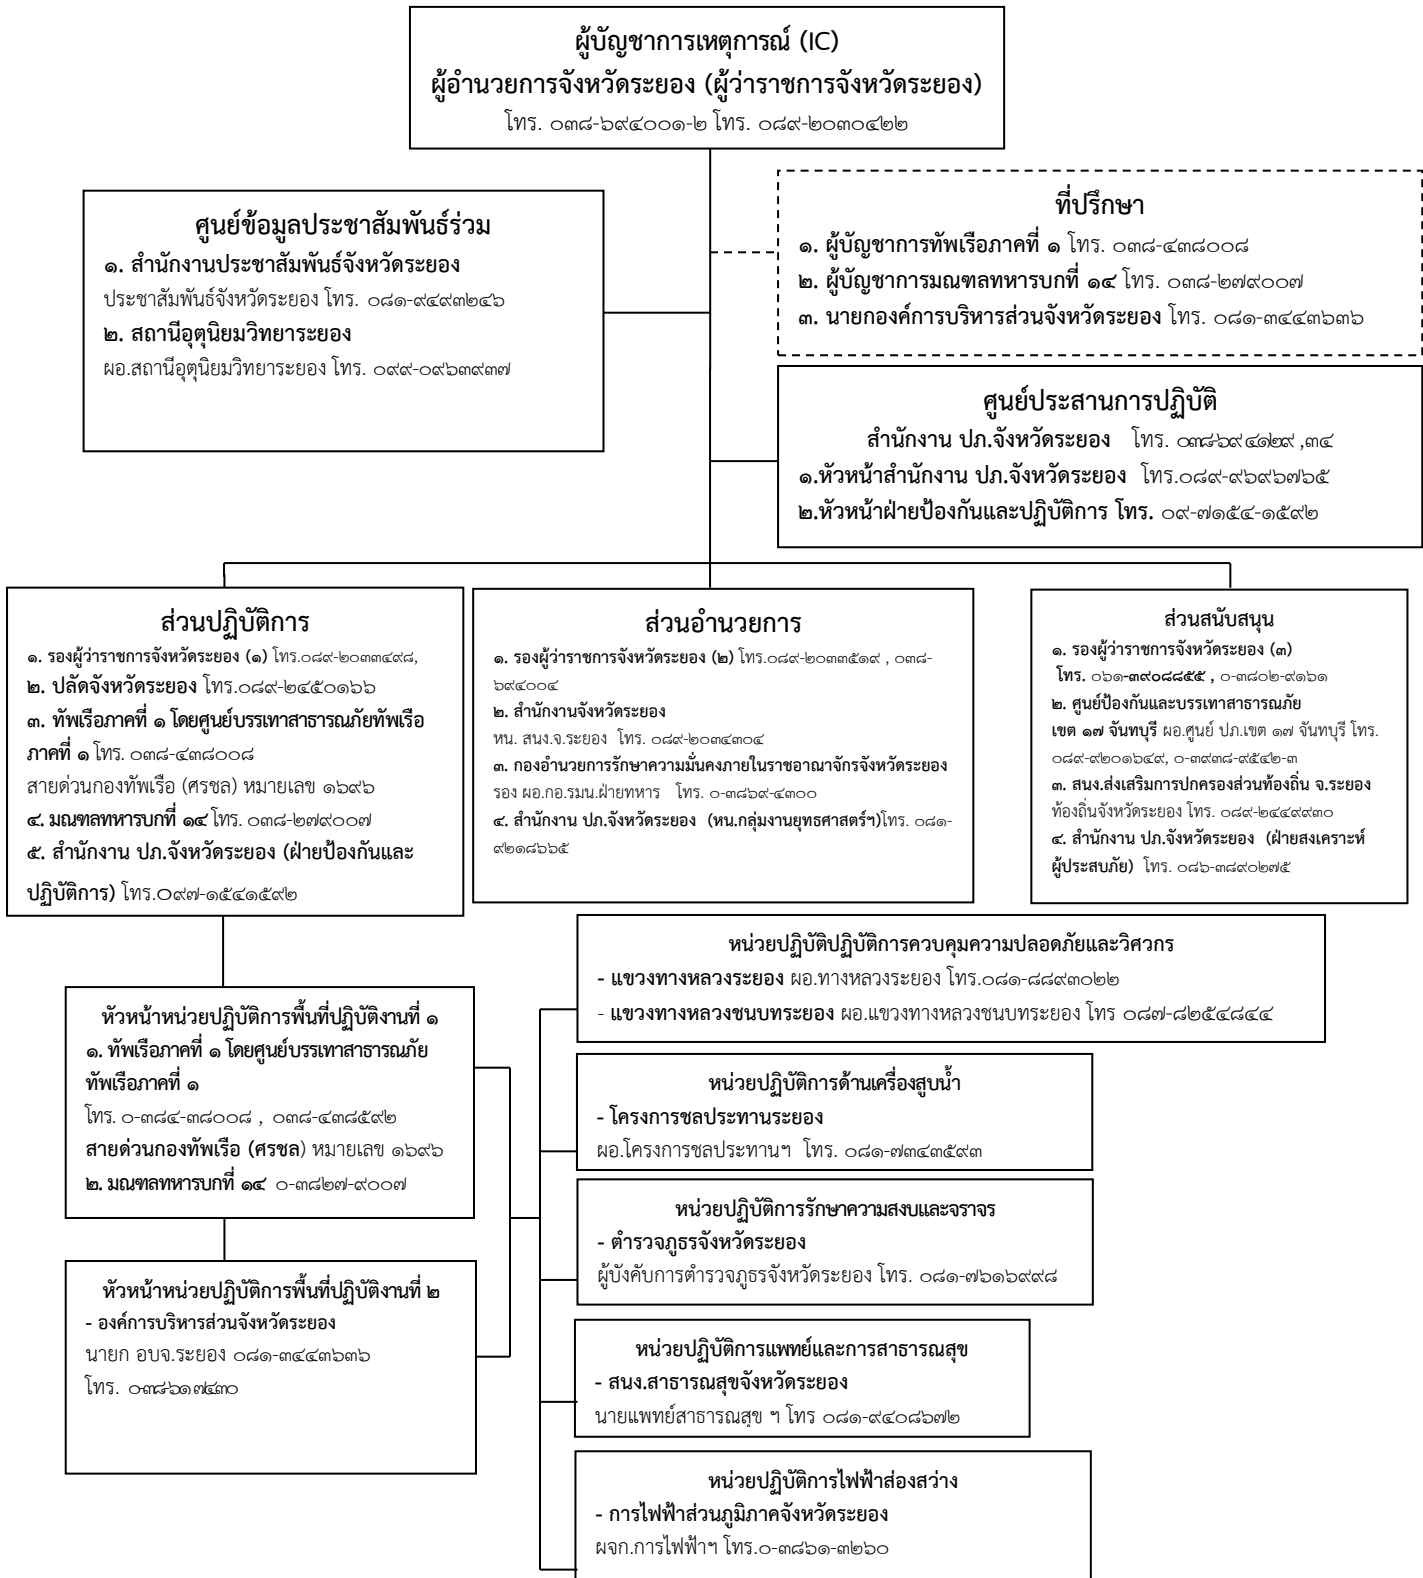 ผู้บัญชาการเหตุการณ์ (IC)
ผู้อำนวยการจังหวัดระยอง (ผู้ว่าราชการจังหวัดระยอง)
โทร. ๐๓๘-๖๙๔๐๐๑-๒ โทร. ๐๘๙-๒๐๓๐๔๒๒
ศูนย์ข้อมูลประชาสัมพันธ์ร่วม
๑. สำนักงานประชาสัมพันธ์จังหวัดระยอง
ประชาสัมพันธ์จังหวัดระยอง โทร. ๐๘๑-๙๔๙๓๒๔๖
๒. สถานีอุตุนิยมวิทยาระยอง
ผอ.สถานีอุตุนิยมวิทยาระยอง โทร. ๐๙๙-๐๙๖๓๙๓๗
ที่ปรึกษา
๑. ผู้บัญชาการทัพเรือภาคที่ ๑ โทร. ๐๓๘-๔๓๘๐๐๘
๒. ผู้บัญชาการมณฑลทหารบกที่ ๑๔ โทร. ๐๓๘-๒๗๙๐๐๗
๓. นายกองค์การบริหารส่วนจังหวัดระยอง โทร. ๐๘๑-๓๔๔๓๖๓๖
ศูนย์ประสานการปฏิบัติ
สำนักงาน ปภ.จังหวัดระยอง โทร. ๐๓๘-๖๙๔๑๒๙ ,๓๔
๑.หัวหน้าสำนักงาน ปภ.จังหวัดระยอง โทร.๐๘๙-๙๖๙๖๗๖๕
๒.หัวหน้าฝ่ายป้องกันและปฏิบัติการ โทร. ๐๙-๗๑๕๔-๑๕๙๒
ส่วนปฏิบัติการ
๑. รองผู้ว่าราชการจังหวัดระยอง (๑) โทร.๐๘๙-๒๐๓๓๔๙๘,
๒. ปลัดจังหวัดระยอง โทร.๐๘๙-๒๔๕๐๑๖๖
๓. ทัพเรือภาคที่ ๑ โดยศูนย์บรรเทาสาธารณภัยทัพเรือ
ภาคที่ ๑ โทร. ๐๓๘-๔๓๘๐๐๘
สายด่วนกองทัพเรือ (ศรชล) หมายเลข ๑๖๙๖
๔. มณฑลทหารบกที่ ๑๔ โทร. ๐๓๘-๒๗๙๐๐๗
๕. สำนักงาน ปภ.จังหวัดระยอง (ฝ่ายป้องกันและ
ปฏิบัติการ) โทร.๐๙๗-๑๕๔๑๕๙๒
ส่วนอำนวยการ
๑. รองผู้ว่าราชการจังหวัดระยอง (๒) โทร.๐๘๙-๒๐๓๓๕๑๙ , ๐๓๘-
๖๙๔๐๐๔
๒. สำนักงานจังหวัดระยอง
หน. สนง.จ.ระยอง โทร. ๐๘๙-๒๐๓๔๓๐๔
๓. กองอำนวยการรักษาความมั่นคงภายในราชอาณาจักรจังหวัดระยอง
รอง ผอ.กอ.รมน.ฝ่ายทหาร โทร. ๐-๓๘๖๙-๔๓๐๐
๔. สำนักงาน ปภ.จังหวัดระยอง (หน.กลุ่มงานยุทธศาสตร์ฯ)โทร. ๐๘๑-
๙๒๑๘๖๖๕
ส่วนสนับสนุน
๑. รองผู้ว่าราชการจังหวัดระยอง (๓)
โทร. ๐๖๑-๓๙๐๘๘๕๕ , ๐-๓๘๐๒-๙๑๖๑
๒. ศูนย์ป้องกันและบรรเทาสาธารณภัย
เขต ๑๗ จันทบุรี ผอ.ศูนย์ ปภ.เขต ๑๗ จันทบุรี โทร.
๐๘๙-๙๒๐๑๖๔๙, ๐-๓๙๓๘-๙๕๔๒-๓
๓. สนง.ส่งเสริมการปกครองส่วนท้องถิ่น จ.ระยอง
ท้องถิ่นจังหวัดระยอง โทร. ๐๘๙-๒๔๔๙๙๓๐
๔. สำนักงาน ปภ.จังหวัดระยอง (ฝ่ายสงเคราะห์
ผู้ประสบภัย) โทร. ๐๘๖-๓๘๙๐๒๗๕
หัวหน้าหน่วยปฏิบัติการพื้นที่ปฏิบัติงานที่ ๑
๑. ทัพเรือภาคที่ ๑ โดยศูนย์บรรเทาสาธารณภัย
ทัพเรือภาคที่ ๑
โทร. ๐-๓๘๔-๓๘๐๐๘ , ๐๓๘-๔๓๘๕๙๒
สายด่วนกองทัพเรือ (ศรชล) หมายเลข ๑๖๙๖
๒. มณฑลทหารบกที่ ๑๔ ๐-๓๘๒๗-๙๐๐๗
หัวหน้าหน่วยปฏิบัติการพื้นที่ปฏิบัติงานที่ ๒
- องค์การบริหารส่วนจังหวัดระยอง
นายก อบจ.ระยอง ๐๘๑-๓๔๔๓๖๓๖
โทร.
หน่วยปฏิบัติปฏิบัติการควบคุมความปลอดภัยและวิศวกร
- แขวงทางหลวงระยอง ผอ.ทางหลวงระยอง โทร.๐๘๑-๘๘๙๓๐๒๒
- แขวงทางหลวงชนบทระยอง ผอ.แขวงทางหลวงชนบทระยอง โทร ๐๘๗-๘๒๕๔๘๔๔
หน่วยปฏิบัติการด้านเครื่องสูบน้ำ
- โครงการชลประทานระยอง
ผอ.โครงการชลประทานฯ โทร. ๐๘๑-๗๓๔๓๕๙๓
หน่วยปฏิบัติการรักษาความสงบและจราจร
- ตำรวจภูธรจังหวัดระยอง
ผู้บังคับการตำรวจภูธรจังหวัดระยอง โทร. ๐๘๑-๗๖๑๖๙๙๘
หน่วยปฏิบัติการแพทย์และการสาธารณสุข
- สนง.สาธารณสุขจังหวัดระยอง
นายแพทย์สาธารณสุข ฯ โทร ๐๘๑-๙๔๐๘๖๗๒
หน่วยปฏิบัติการไฟฟ้าส่องสว่าง
- การไฟฟ้าส่วนภูมิภาคจังหวัดระยอง
ผจก.การไฟฟ้าฯ โทร.๐-๓๘๖๑-๓๒๖๐